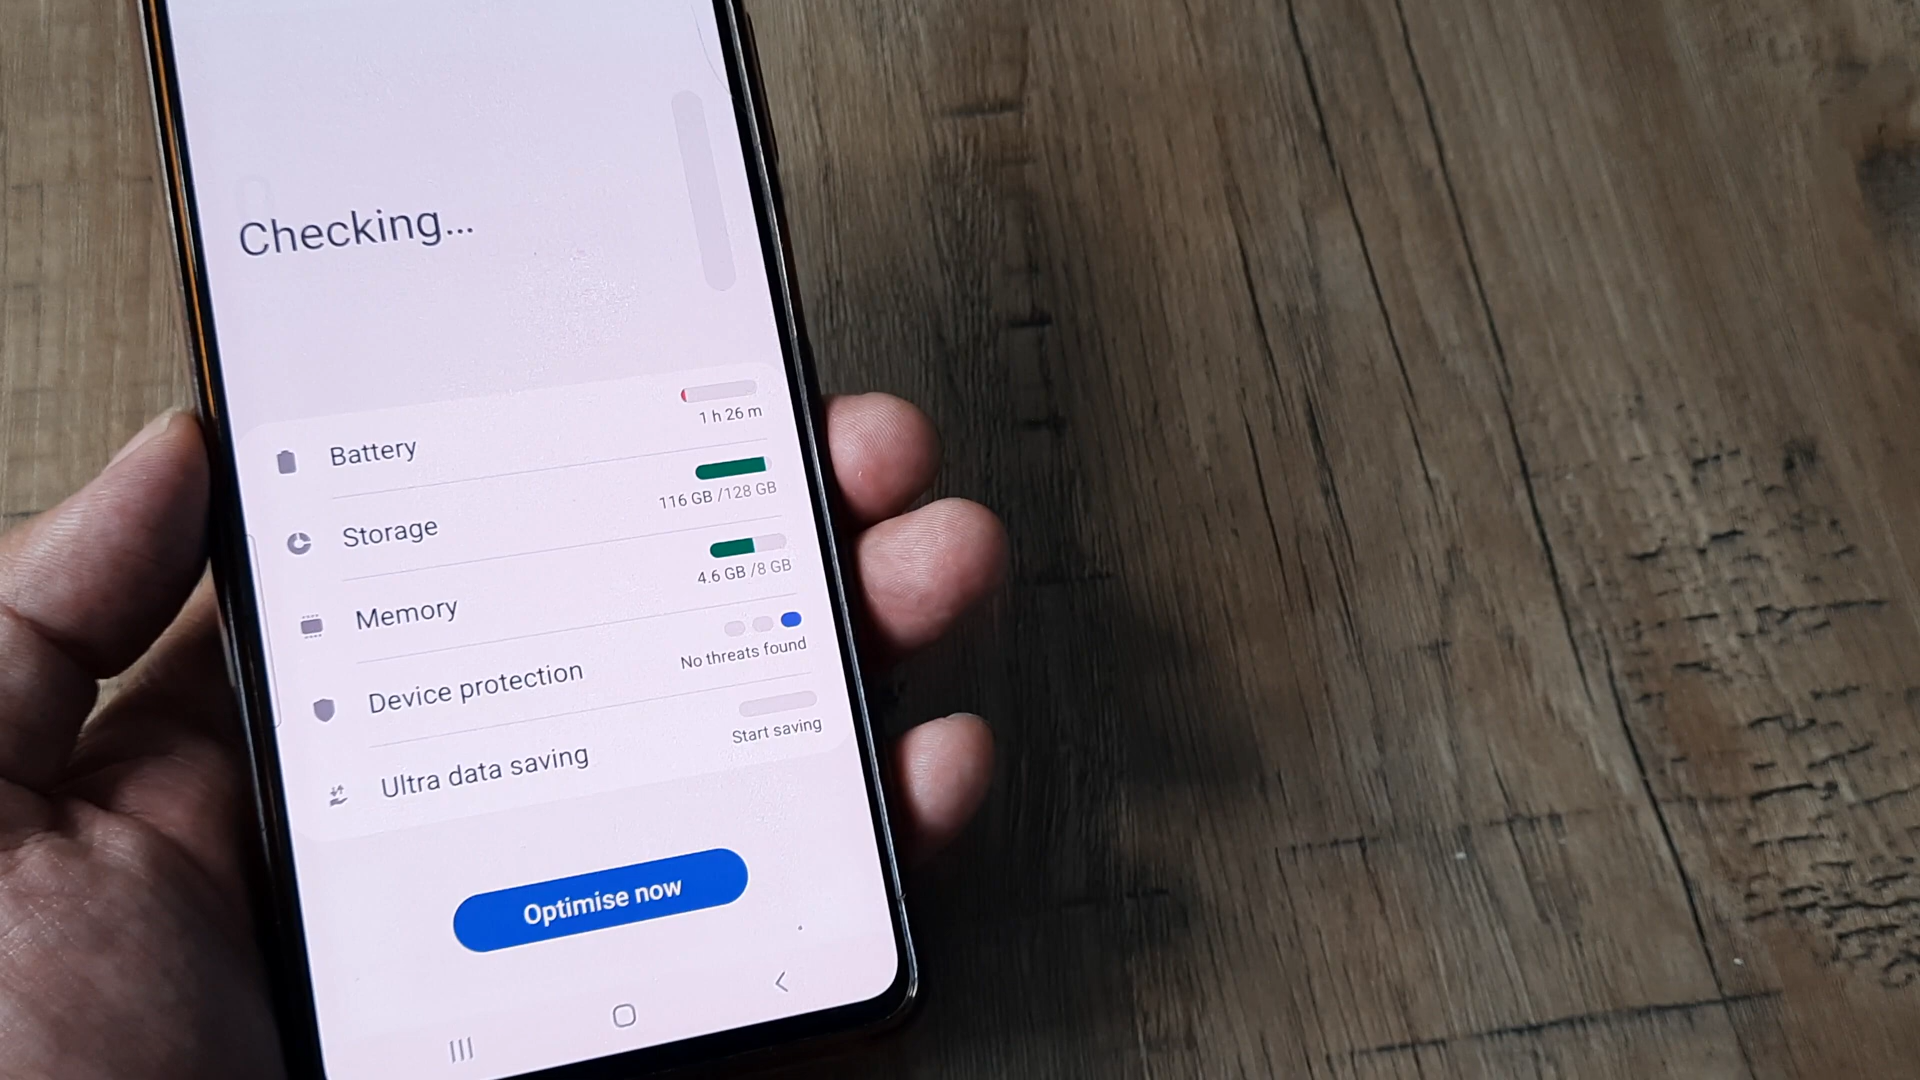 Checking...
Battery
1 h 26 m
Storage
116 GB /128 GB
Memory
4.6 GB /8 GB
Device protection
No threats found
Ultra data saving
Start saving
Optimise now